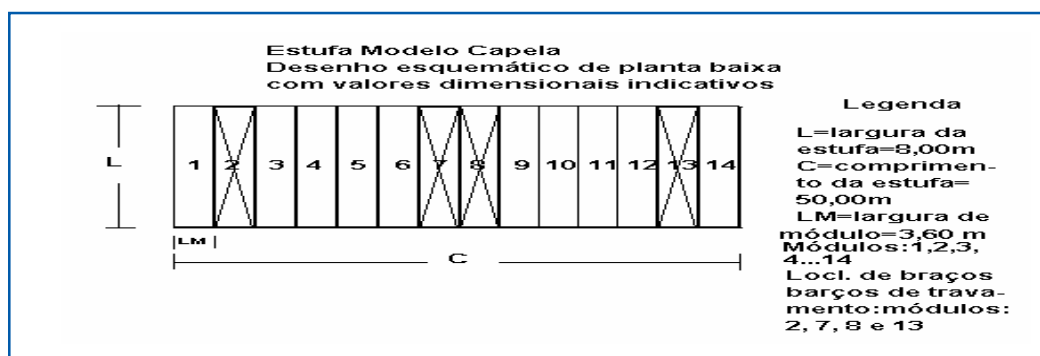 Estufa Modelo Capela
Desenho esquemático de planta baixa
com valores dimensionais indicativos
L
1 2 3 4 5 6 7 8 9 10 11 12 13 14
LM
C
Legenda
L=largura da
estufa=8,00m
C=comprimen-
to da estufa=
50,00m
LM=largura de
módulo=3,60 m
Módulos:1,2,3,
4...14
Locl. de braços
barços de trava-
mento:módulos:
2, 7, 8 e 13